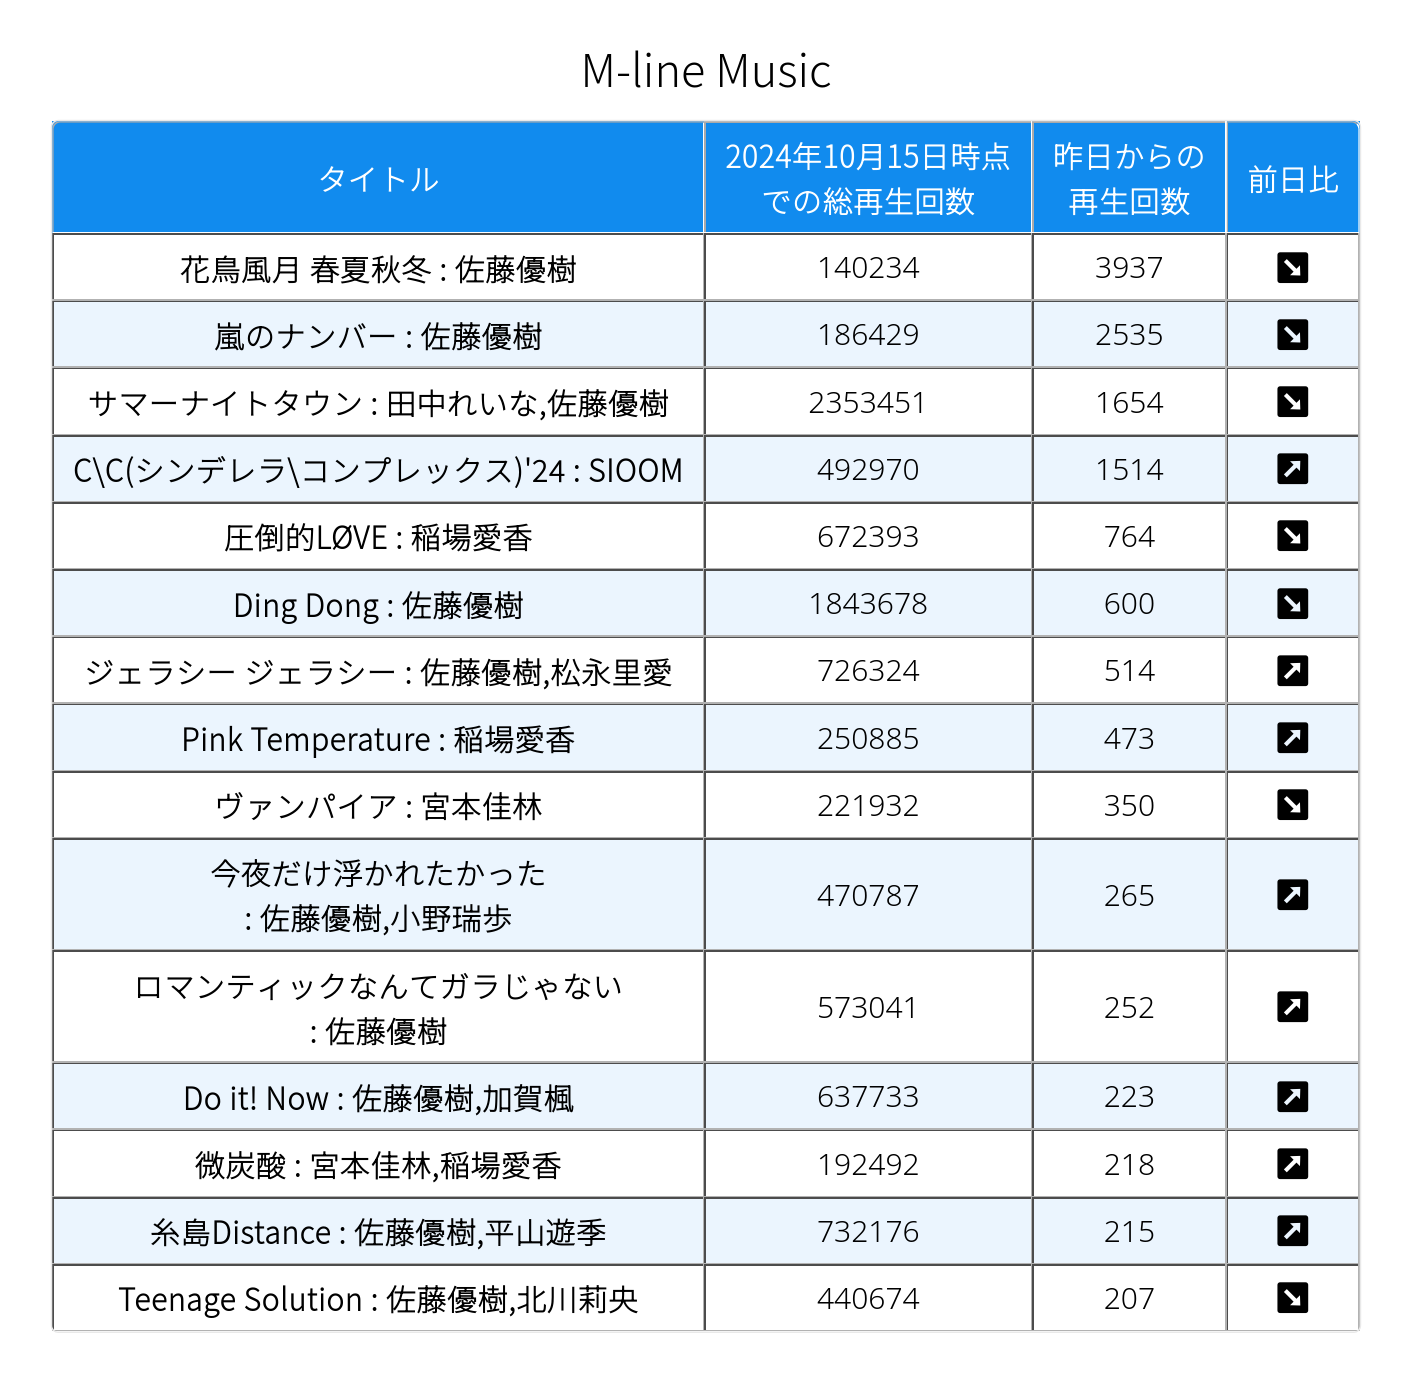 M-line Music
タイトル
2024年10月15日時点
での総再生回数
昨日からの
再生回数
前日比
花鳥風月 春夏秋冬 : 佐藤優樹 140234 3937
嵐のナンバー : 佐藤優樹 186429 2535
サマーナイトタウン : 田中れいな,佐藤優樹 2353451 1654
C\C(シンデレラ\コンプレックス)'24 : SIOOM 492970 1514
圧倒的LØVE : 稲場愛香 672393 764
Ding Dong : 佐藤優樹 1843678 600
ジェラシー ジェラシー : 佐藤優樹,松永里愛 726324 514
Pink Temperature : 稲場愛香 250885 473
ヴァンパイア : 宮本佳林 221932 350
今夜だけ浮かれたかった
: 佐藤優樹,小野瑞歩 470787 265
ロマンティックなんてガラじゃない
: 佐藤優樹 573041 252
Do it! Now : 佐藤優樹,加賀楓 637733 223
微炭酸 : 宮本佳林,稲場愛香 192492 218
糸島Distance : 佐藤優樹,平山遊季 732176 215
Teenage Solution : 佐藤優樹,北川莉央 440674 207